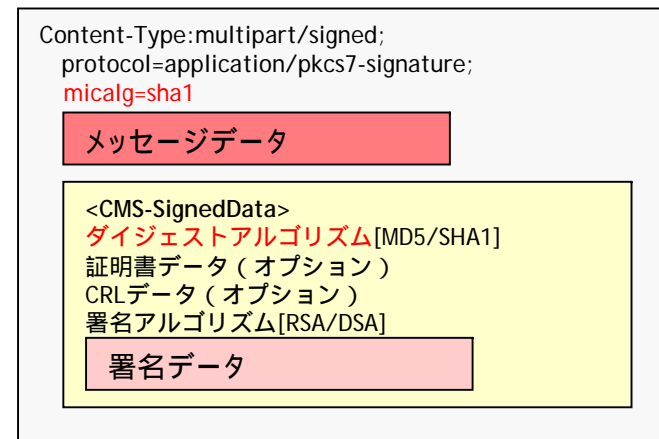 Content-Type:multipart/signed;
protocol=application/pkcs7-signature;
micalg=sha1
メッセージデータ
<CMS-SignedData>
ダイジェストアルゴリズム[MD5/SHA1]
証明書データ ( オプション )
CRLデータ ( オプション )
署名アルゴリズム[RSA/DSA]
署名データ